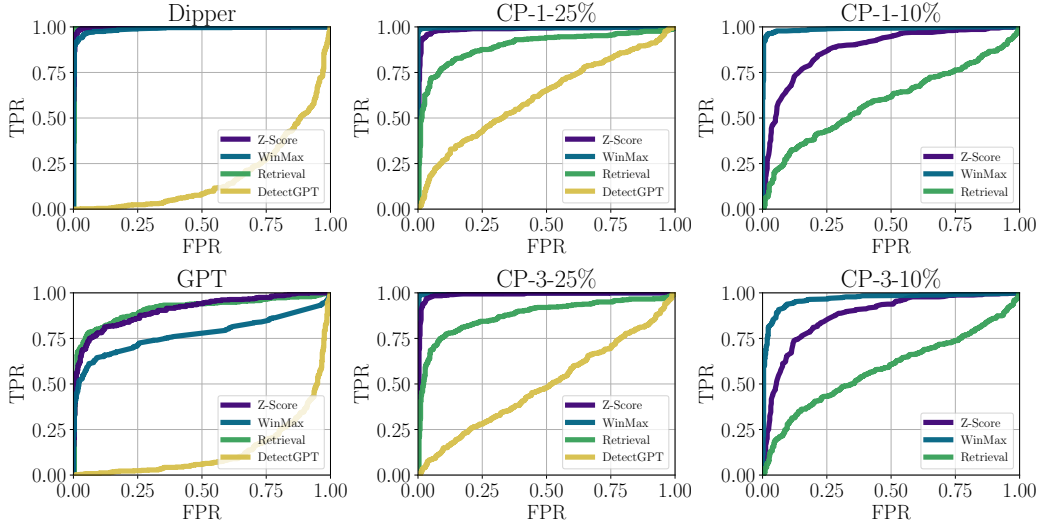 Dipper
TPR
1.00
0.75
0.50
0.25
0.00
Z-Score
WinMax
Retrieval
DetectGPT
0.00 0.25 0.50 0.75 1.00
FPR
CP-1-25%
TPR
1.00
0.75
0.50
0.25
0.00
Z-Score
WinMax
Retrieval
DetectGPT
0.00 0.25 0.50 0.75 1.00
FPR
CP-1-10%
TPR
1.00
0.75
0.50
0.25
0.00
Z-Score
WinMax
Retrieval
0.00 0.25 0.50 0.75 1.00
FPR
GPT
TPR
1.00
0.75
0.50
0.25
0.00
Z-Score
WinMax
Retrieval
DetectGPT
0.00 0.25 0.50 0.75 1.00
FPR
CP-3-25%
TPR
1.00
0.75
0.50
0.25
0.00
Z-Score
WinMax
Retrieval
DetectGPT
0.00 0.25 0.50 0.75 1.00
FPR
CP-3-10%
TPR
1.00
0.75
0.50
0.25
0.00
Z-Score
WinMax
Retrieval
0.00 0.25 0.50 0.75 1.00
FPR